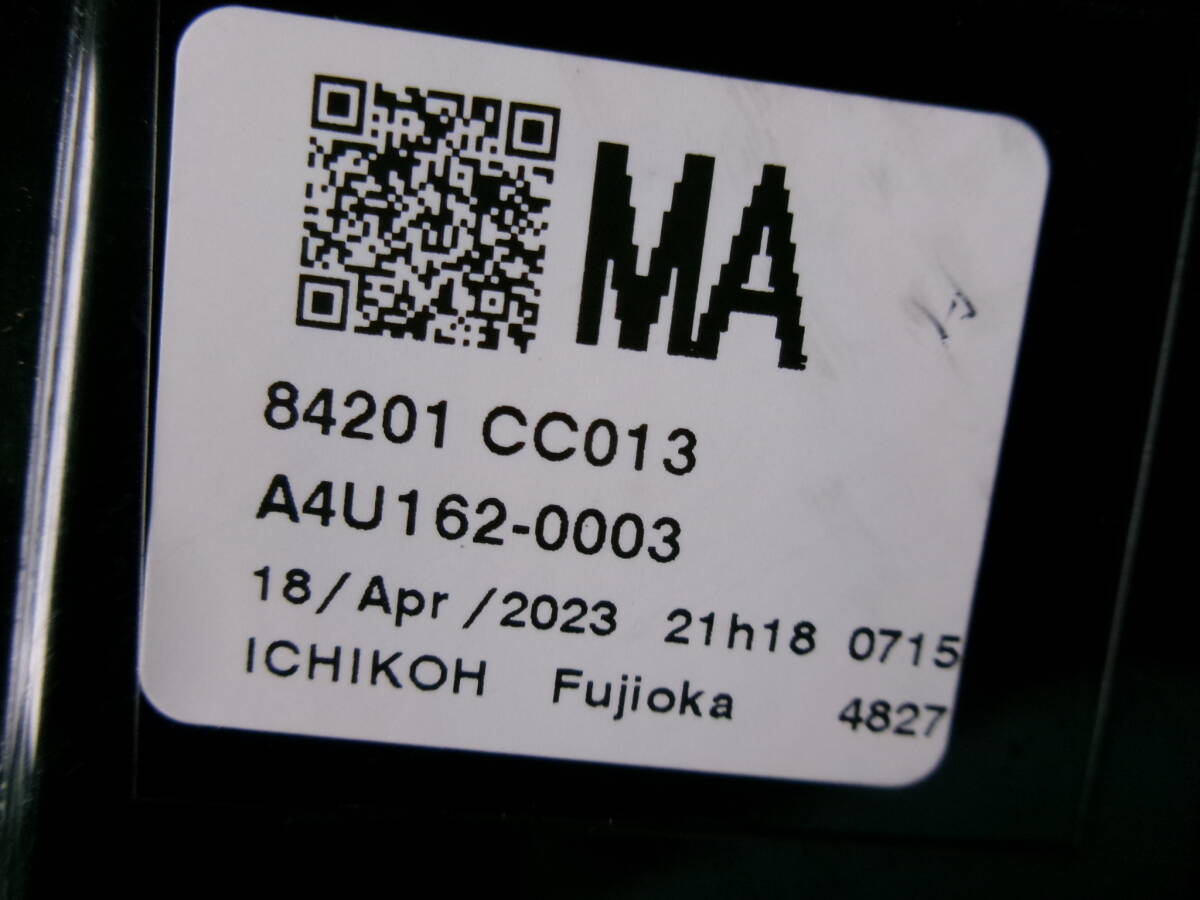 MA
84201 CC013
A4U162-0003
18/Apr /2023 21h18 0715
ICHIKOH Fujioka 4827